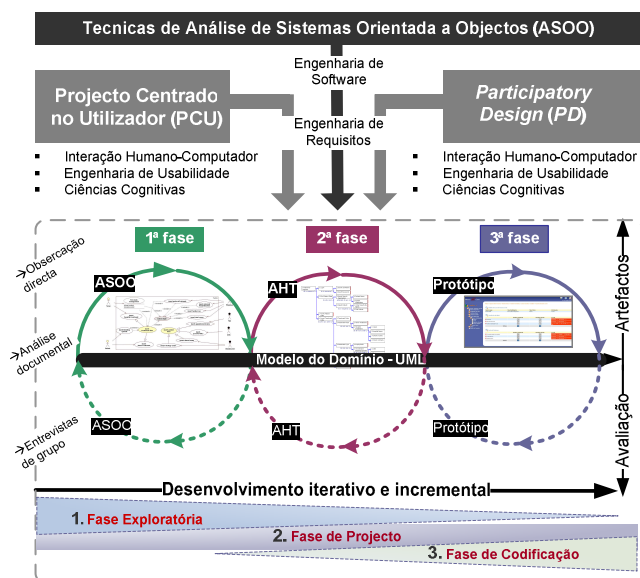 Tecnicas de Análise de Sistemas Orientada a Objectos (ASOO)
Engenharia de
Software
Projecto Centrado
no Utilizador (PCU)
Participatory
Design (PD)
Engenharia de
Requisitos
▪ Interação Humano-Computador
▪ Engenharia de Usabilidade
▪ Ciências Cognitivas
▪ Interação Humano-Computador
▪ Engenharia de Usabilidade
▪ Ciências Cognitivas
1ª fase
2ª fase
3ª fase
→Obsercação
directa
→Análise
documental
→Entrevistas
de grupo
ASOO
AHT
Protótipo
Modelo do Domínio - UML
ASOO
AHT
Protótipo
Artefactos
Avaliação
Desenvolvimento iterativo e incremental
1. Fase Exploratória
2. Fase de Projecto
3. Fase de Codificação